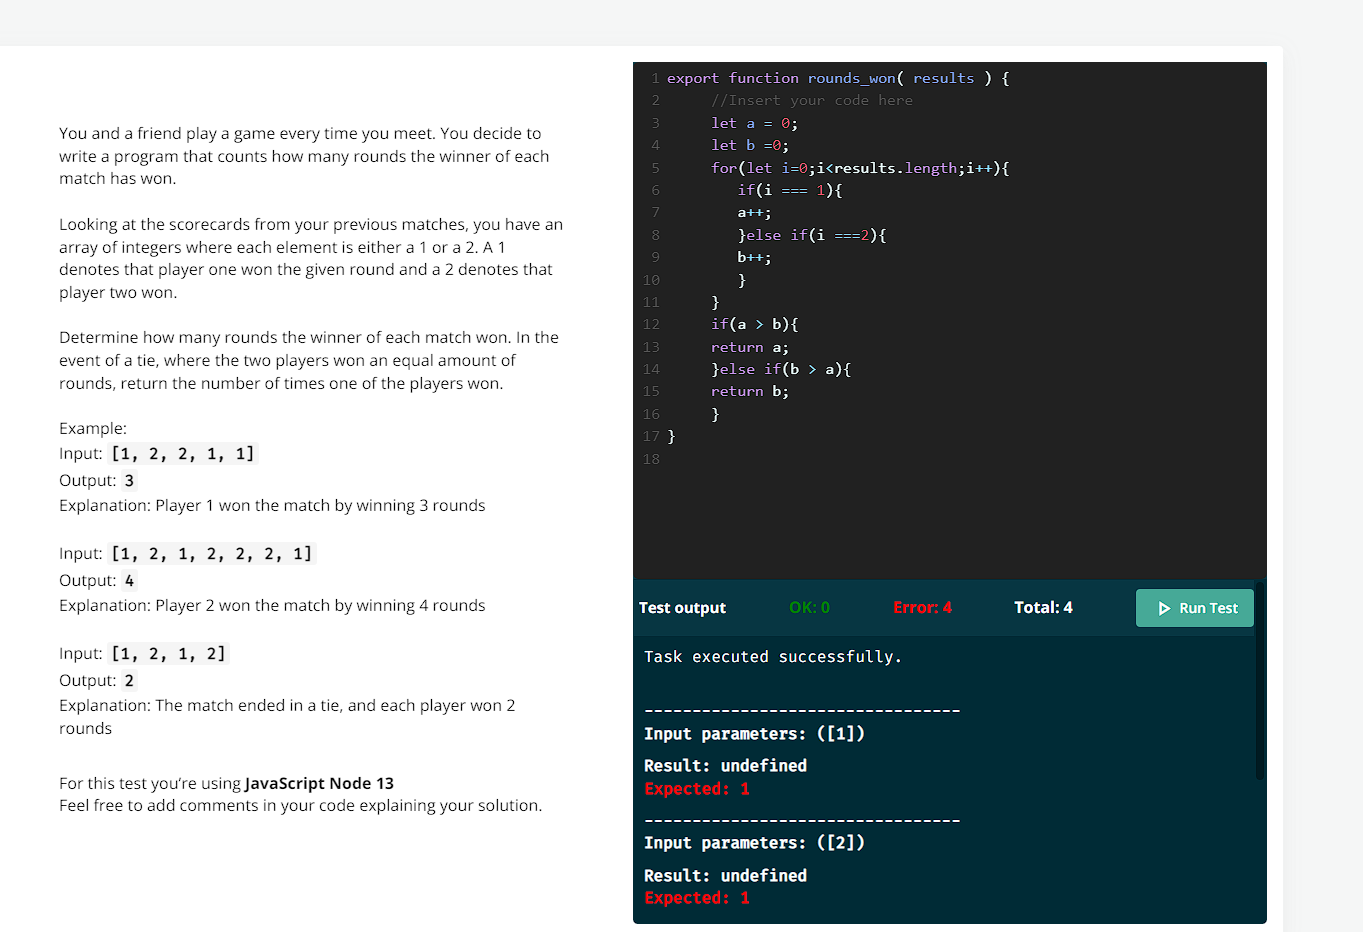 You and a friend play a game every time you meet. You decide to
write a program that counts how many rounds the winner of each
match has won.
Looking at the scorecards from your previous matches, you have an
array of integers where each element is either a 1 or a 2. A 1
denotes that player one won the given round and a 2 denotes that
player two won.
Determine how many rounds the winner of each match won. In the
event of a tie, where the two players won an equal amount of
rounds, return the number of times one of the players won.
Example:
Input: [1, 2, 2, 1, 1]
Output: 3
Explanation: Player 1 won the match by winning 3 rounds
Input: [1, 2, 1, 2, 2, 2, 1]
Output: 4
Explanation: Player 2 won the match by winning 4 rounds
Input: [1, 2, 1, 2]
Output: 2
Explanation: The match ended in a tie, and each player won 2
rounds
For this test you're using JavaScript Node 13
Feel free to add comments in your code explaining your solution.
1 export function rounds_won( results ) {
2 //Insert your code here
3 let a = 0;
4 let b =0;
5 for(let i=0;i<results.length;i++){
6 if(i === 1){
7 a++;
8 }else if(i ===2){
9 b++;
10 }
11 }
12 if(a > b){
13 return a;
14 }else if(b > a){
15 return b;
16 }
17 }
18
Test output OK: 0 Error: 4 Total: 4 Run Test
Task executed successfully.
---------------------------------
Input parameters: ([1])
Result: undefined
Expected: 1
---------------------------------
Input parameters: ([2])
Result: undefined
Expected: 1